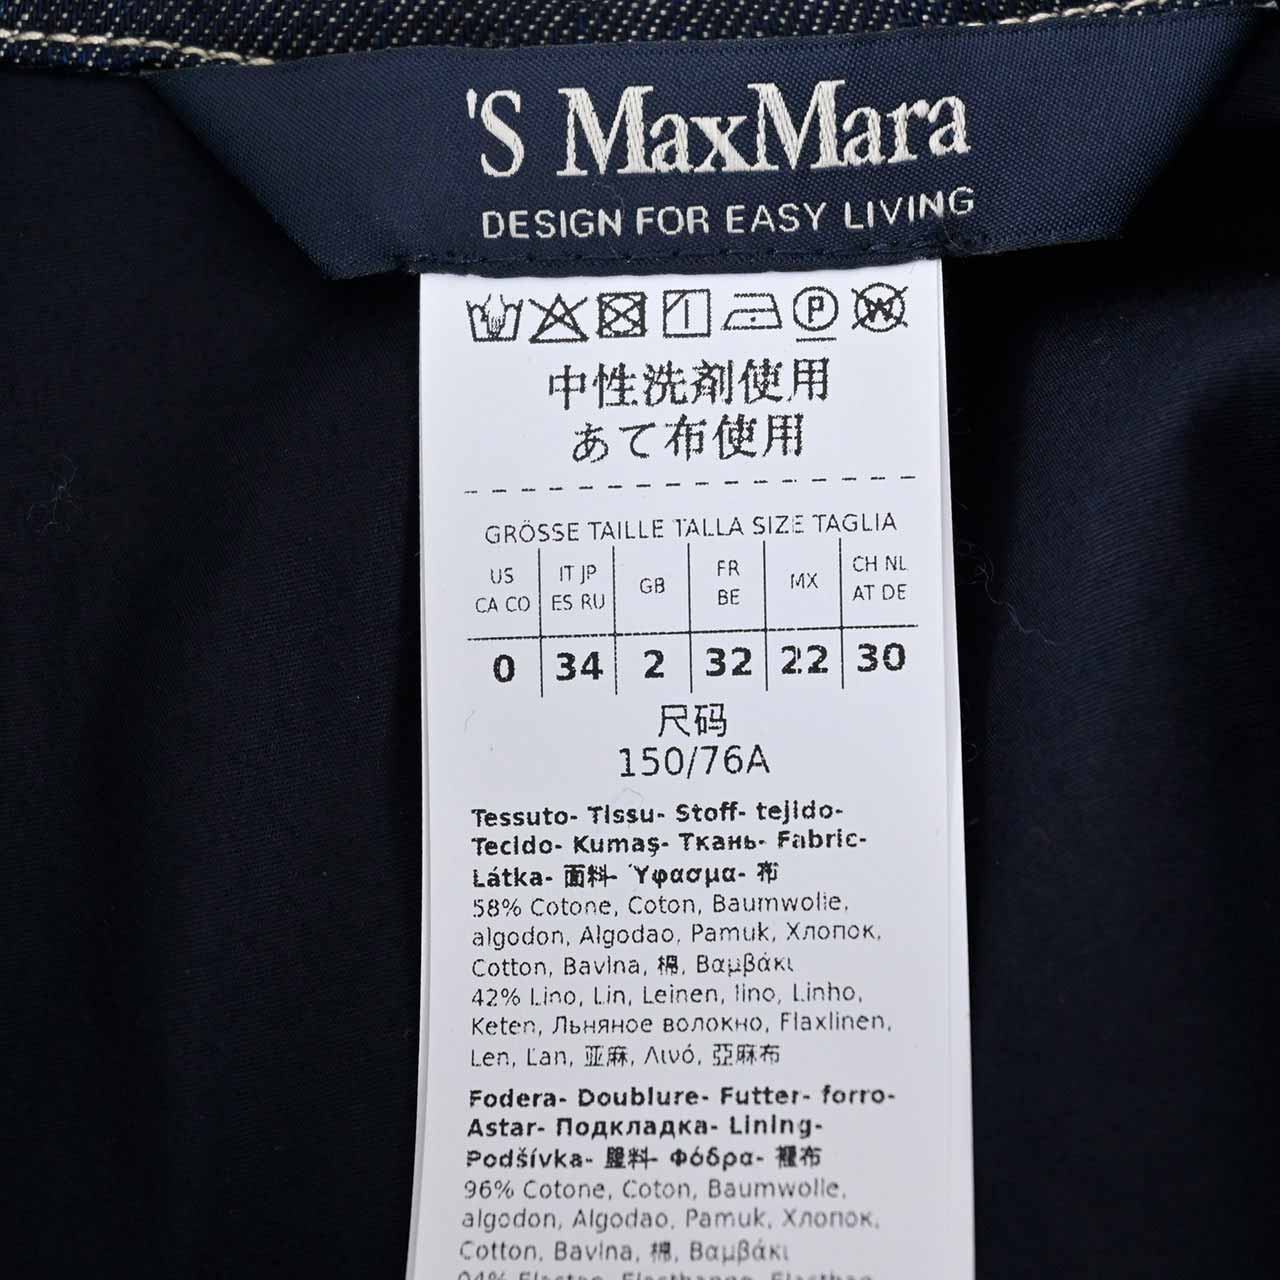 'S MaxMara
DESIGN FOR EASY LIVING
P W
中性洗剤使用
あて布使用
GRÖSSE TAILLE TALLA SIZE TAGLIA
US CA CO IT JP ES RU GB FR BE MX CH NL AT DE
0 34 2 32 22 30
尺码
150/76A
Tessuto- Tissu- Stoff- tejido-
Tecido- Kumaş- Ткань- Fabric-
Látka- 面料- Ύφασμα- 布
58% Cotone, Coton, Baumwolle,
algodon, Algodao, Pamuk, Хлопок,
Cotton, Bavlna, 棉, Βαμβάκι
42% Lino, Lin, Leinen, lino, Linho,
Keten, Льняное волокно, Flaxlinen,
Len, Ľan, 亚麻, Λινό, 亞麻布
Fodera- Doublure- Futter- forro-
Astar- Подкладка- Lining-
Podšívka- 里料- Φόδρα- 襯布
96% Cotone, Coton, Baumwolle,
algodon, Algodao, Pamuk, Хлопок,
Cotton, Bavlna, 棉, Βαμβάκι